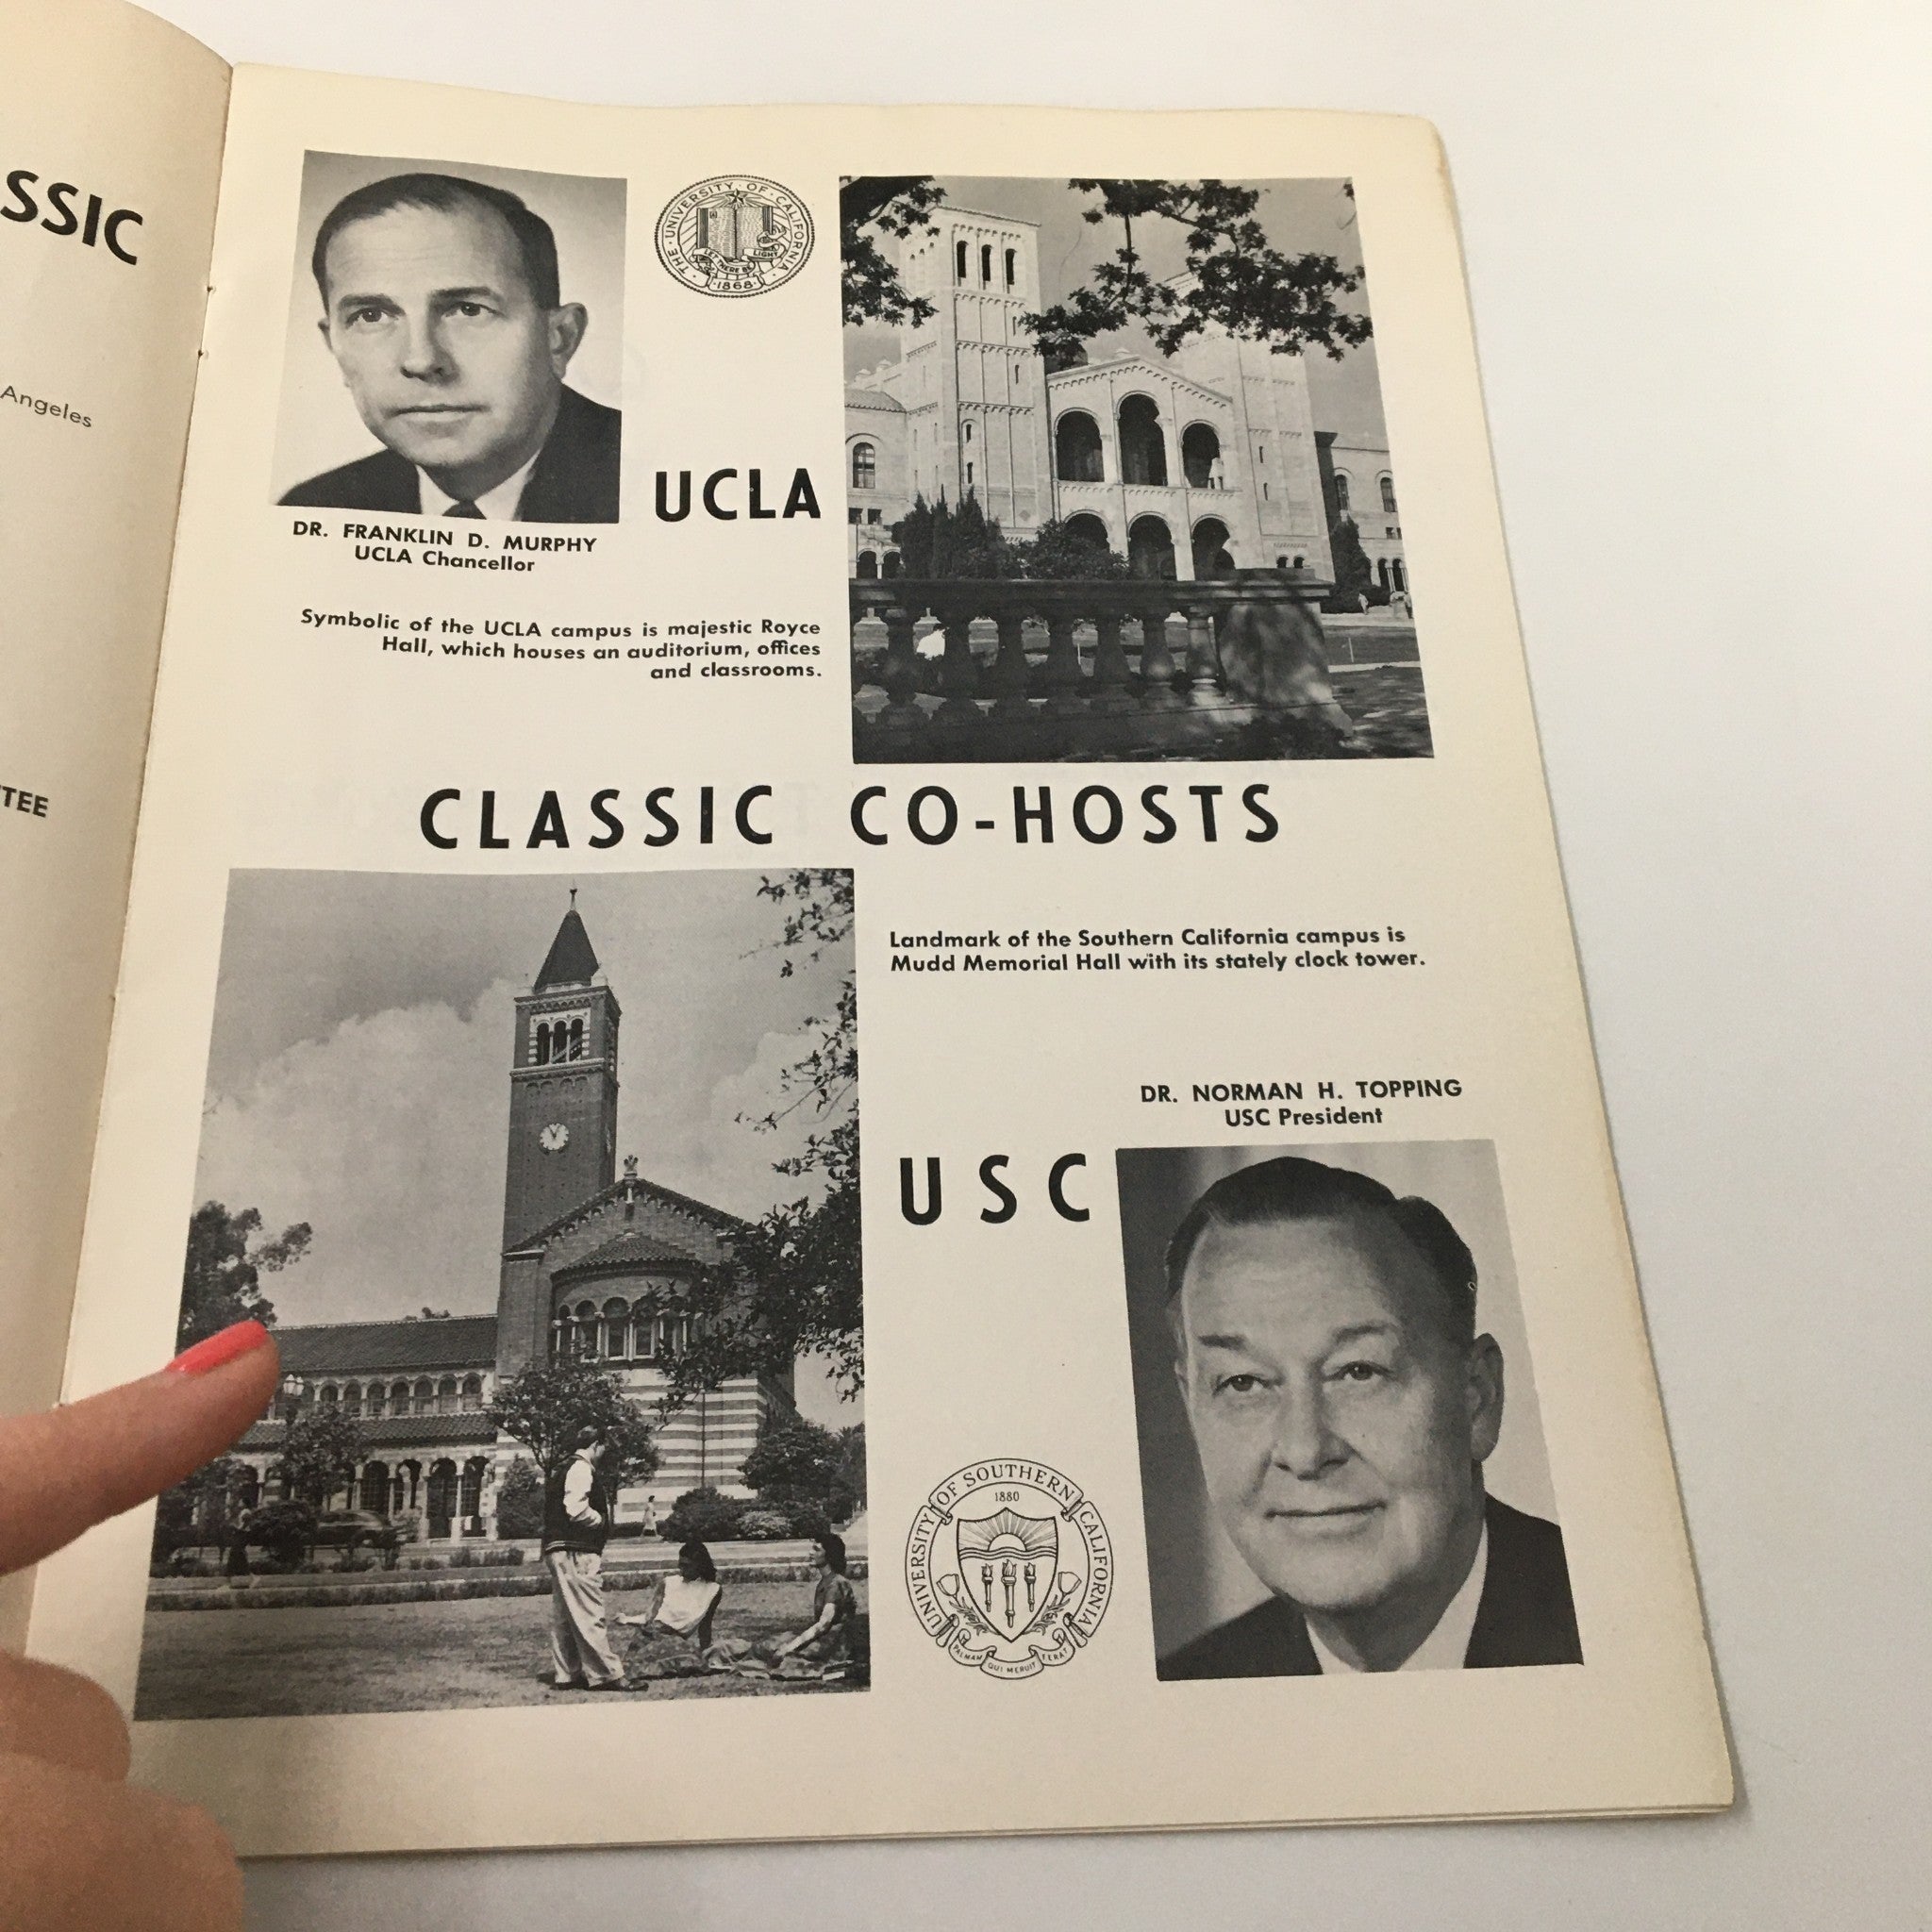 SSIC
Angeles
TEE
THE · UNIVERSITY · OF · CALIFORNIA
LET THERE BE LIGHT
· 1868 ·
UCLA
DR. FRANKLIN D. MURPHY
UCLA Chancellor
Symbolic of the UCLA campus is majestic Royce
Hall, which houses an auditorium, offices
and classrooms.
CLASSIC CO-HOSTS
Landmark of the Southern California campus is
Mudd Memorial Hall with its stately clock tower.
DR. NORMAN H. TOPPING
USC President
USC
UNIVERSITY OF SOUTHERN CALIFORNIA
1880
PALMAM QUI MERUIT FERAT